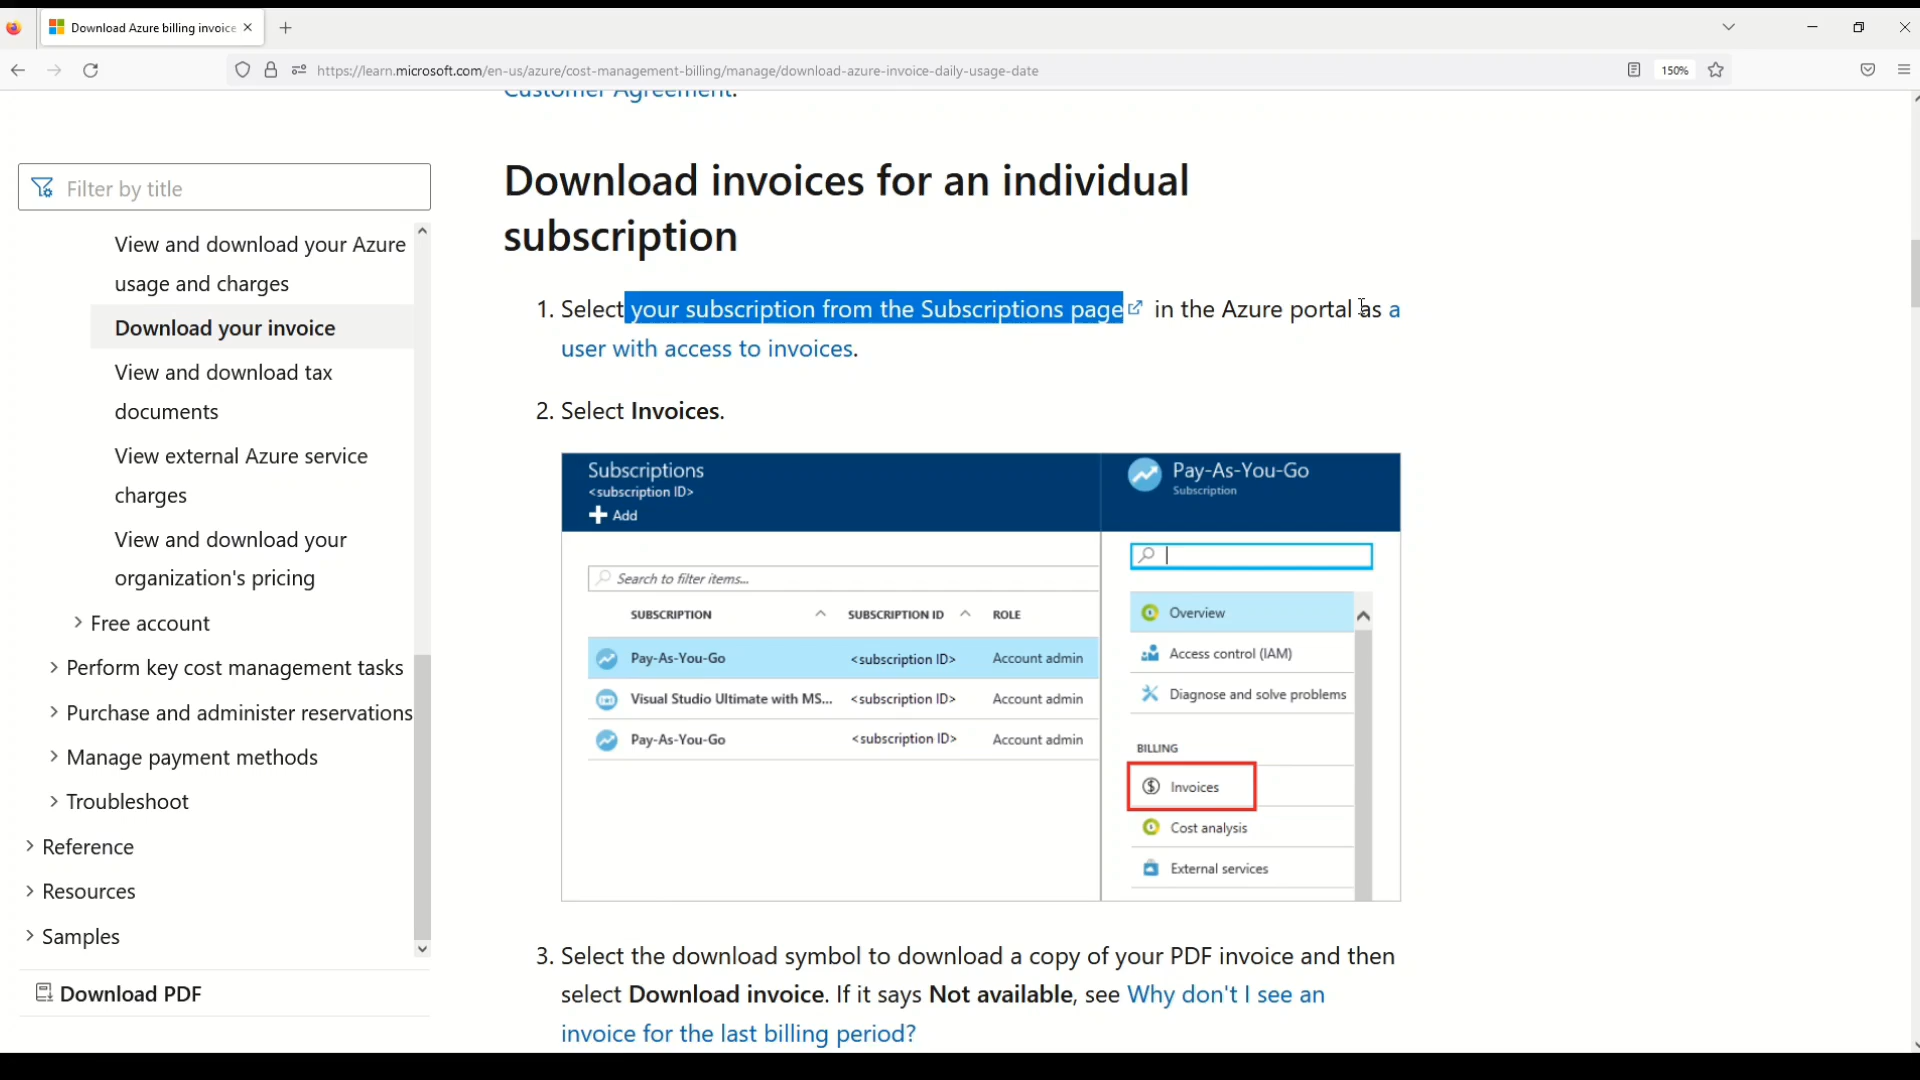 Download Azure billing invoice
https://learn.microsoft.com/en-us/azure/cost-management-billing/manage/download-azure-invoice-daily-usage-date
150%
Customer Agreement.
Filter by title
View and download your Azure
usage and charges
Download your invoice
View and download tax
documents
View external Azure service
charges
View and download your
organization's pricing
Free account
Perform key cost management tasks
Purchase and administer reservations
Manage payment methods
Troubleshoot
Reference
Resources
Samples
Download PDF
Download invoices for an individual
subscription
1. Select your subscription from the Subscriptions page in the Azure portal as a
user with access to invoices.
2. Select Invoices.
Subscriptions
<subscription ID>
Add
Search to filter items...
SUBSCRIPTION SUBSCRIPTION ID ROLE
Pay-As-You-Go <subscription ID> Account admin
Visual Studio Ultimate with MS... <subscription ID> Account admin
Pay-As-You-Go <subscription ID> Account admin
Pay-As-You-Go
Subscription
Overview
Access control (IAM)
Diagnose and solve problems
BILLING
Invoices
Cost analysis
External services
3. Select the download symbol to download a copy of your PDF invoice and then
select Download invoice. If it says Not available, see Why don't I see an
invoice for the last billing period?